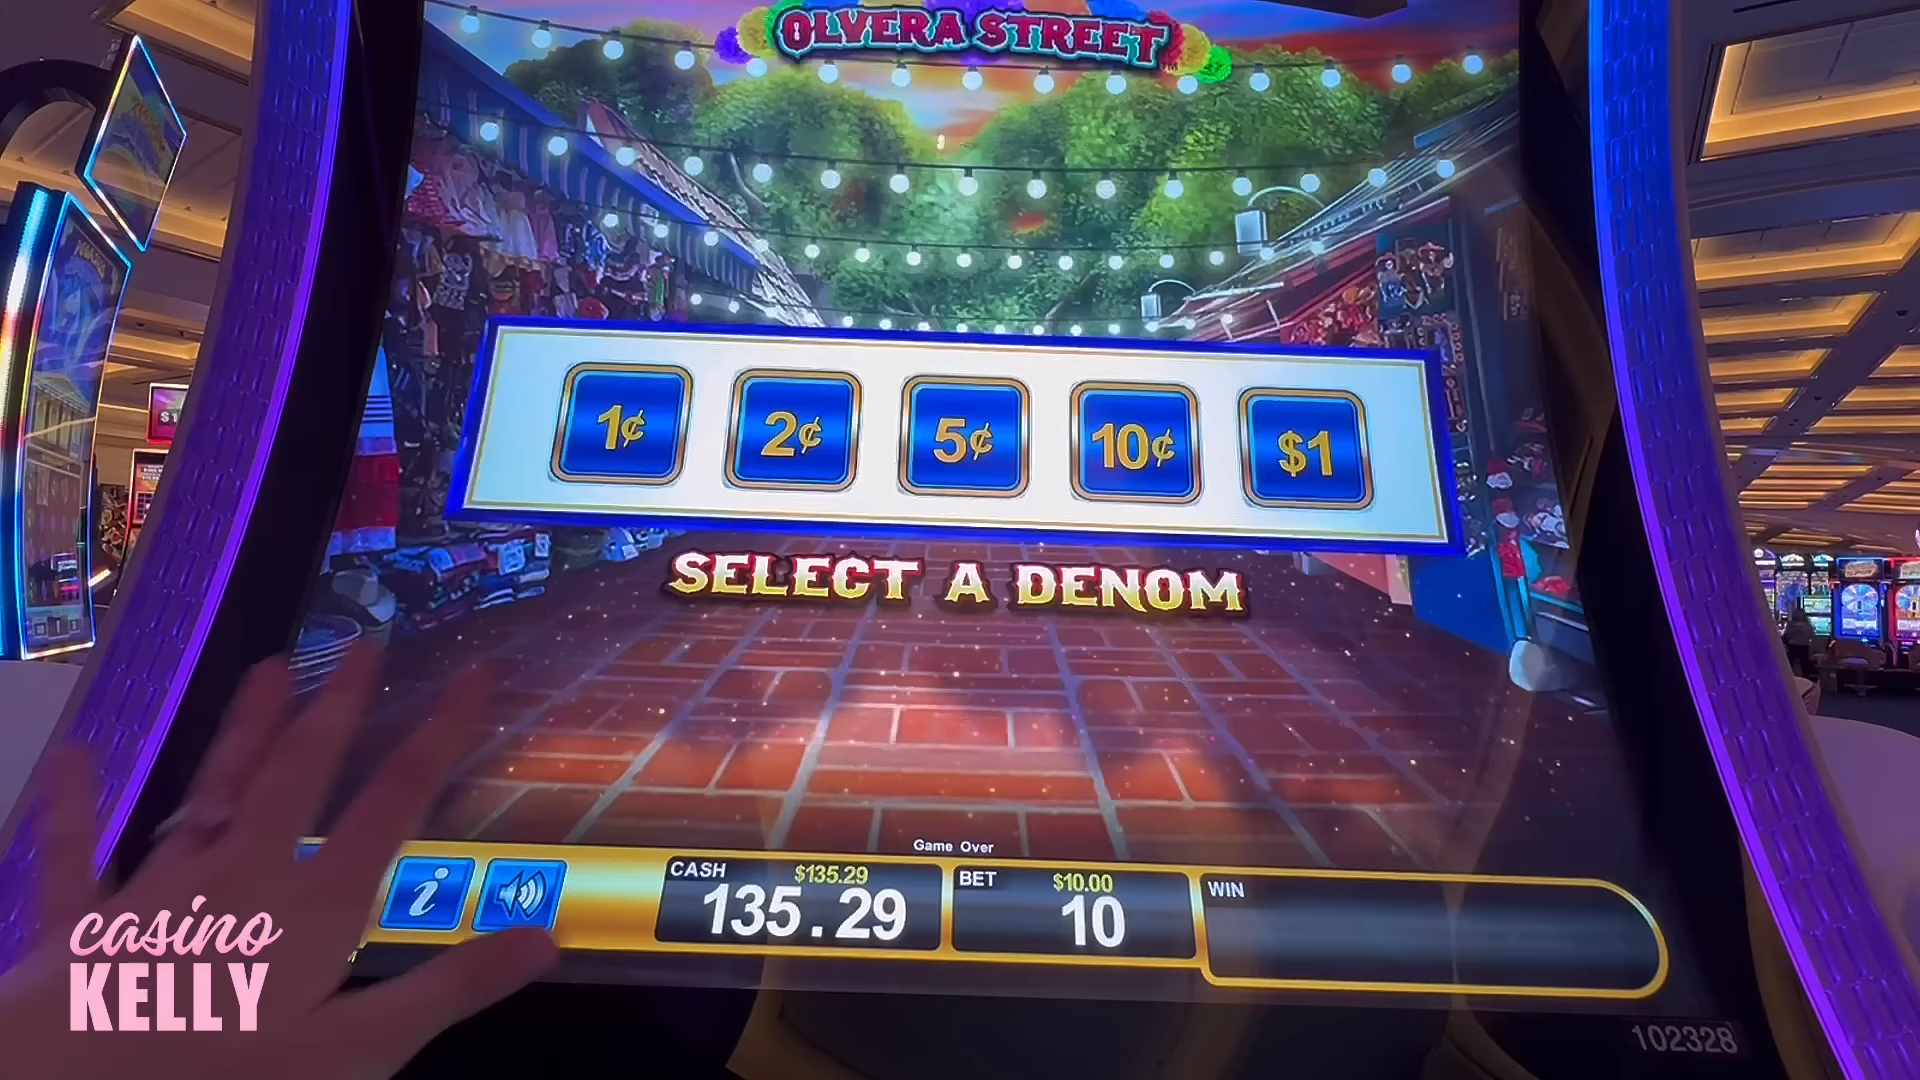 OLVERA STREET
1¢ 2¢ 5¢ 10¢ $1
SELECT A DENOM
Game Over
CASH $135.29
135.29
BET $10.00
10
WIN
i
casino
KELLY
102328